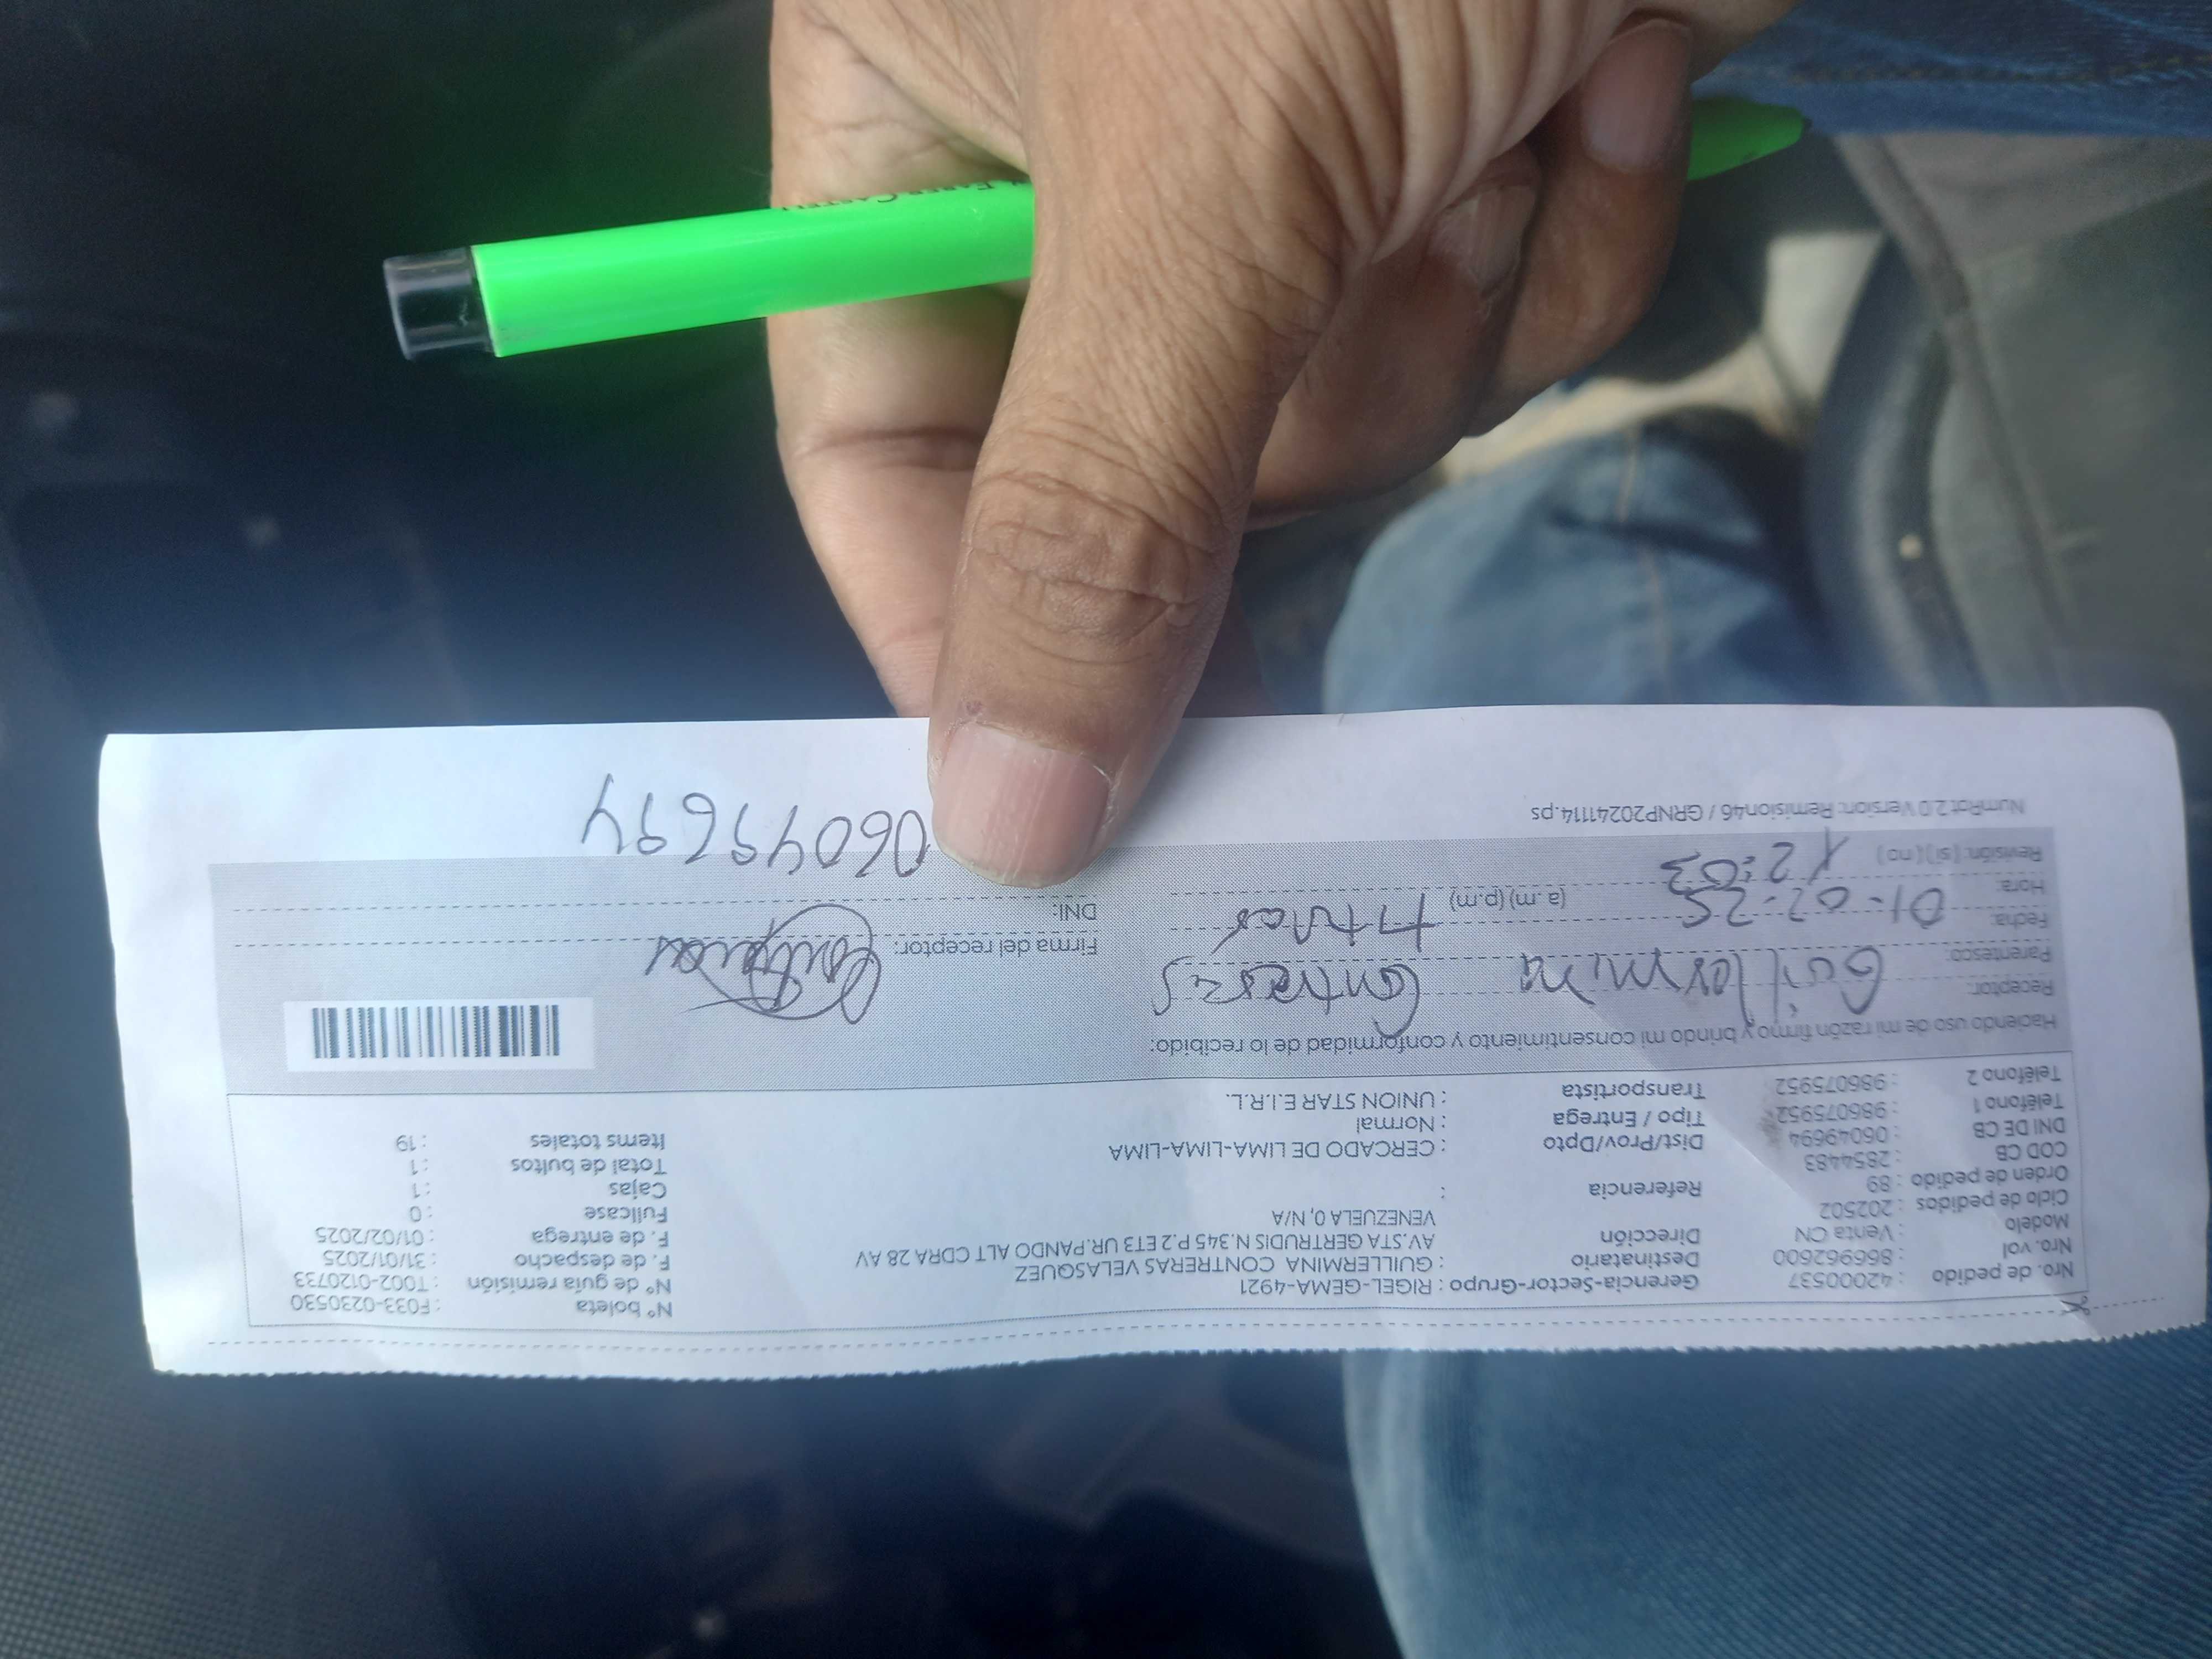 Nro. de pedido : 42000537 Gerencia-Sector-Grupo : RIGEL-GEMA-4921 N° boleta : F033-0230530
Nro. vol : 866962600 Destinatario : GUILLERMINA CONTRERAS VELASQUEZ N° de guía remisión : T002-0120733
Modelo : Venta CN Dirección AV.STA GERTRUDIS N.345 P.2 ET3 UR.PANDO ALT CDRA 28 AV F. de despacho : 31/01/2025
Ciclo de pedidos : 202502 VENEZUELA 0, N/A F. de entrega : 01/02/2025
Orden de pedido : 89 Referencia : Fullcase : 0
COD CB : 2854483 Cajas : 1
DNI DE CB : 06049694 Dist/Prov/Dpto : CERCADO DE LIMA-LIMA-LIMA Total de bultos : 1
Teléfono 1 : 986075952 Tipo / Entrega : Normal Items totales : 19
Teléfono 2 : 986075952 Transportista : UNION STAR E.I.R.L.
Haciendo uso de mi razón firmo y brindo mi consentimiento y conformidad de lo recibido:
Receptor: Guillermina Contreras
Parentesco: Titular Firma del receptor: Contreras
Fecha: 01-02-25
Hora: 12:03 (a.m) (p.m) DNI: 06049694
Revisión: (si) (no)
NumRot 2.0 Version: Remision46 / GRNP20241114.ps
FABER-CASTELL